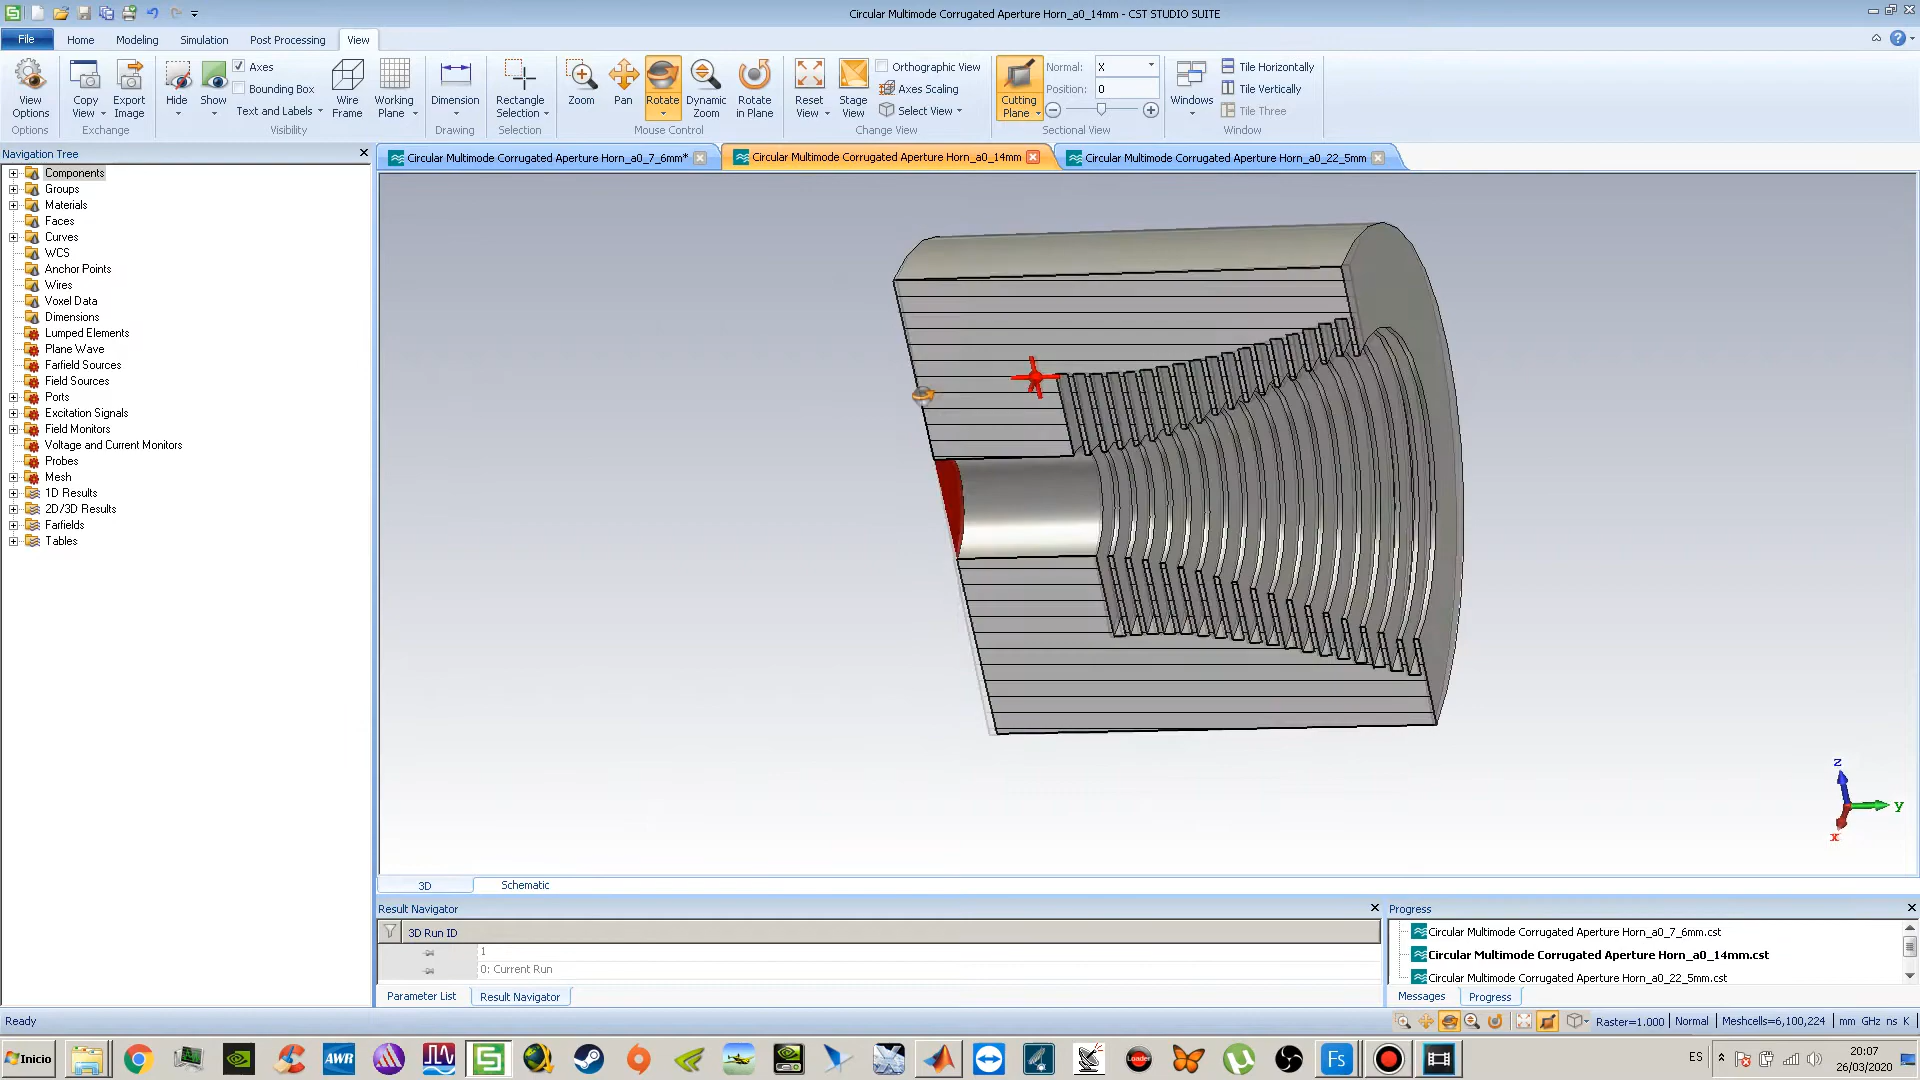 Circular Multimode Corrugated Aperture Horn_a0_14mm - CST STUDIO SUITE
File Home Modeling Simulation Post Processing View
View Options
Copy View
Export Image
Hide
Show
Axes
Bounding Box
Text and Labels
Wire Frame
Working Plane
Dimension
Rectangle Selection
Zoom
Pan
Rotate
Dynamic Zoom
Rotate in Plane
Reset View
Stage View
Orthographic View
Axes Scaling
Select View
Cutting Plane
Normal: X
Position: 0
Windows
Tile Horizontally
Tile Vertically
Tile Three
Options Exchange Visibility Drawing Selection Mouse Control Change View Sectional View Window
Navigation Tree
Circular Multimode Corrugated Aperture Horn_a0_7_6mm*
Circular Multimode Corrugated Aperture Horn_a0_14mm
Circular Multimode Corrugated Aperture Horn_a0_22_5mm
Components
Groups
Materials
Faces
Curves
WCS
Anchor Points
Wires
Voxel Data
Dimensions
Lumped Elements
Plane Wave
Farfield Sources
Field Sources
Ports
Excitation Signals
Field Monitors
Voltage and Current Monitors
Probes
Mesh
1D Results
2D/3D Results
Farfields
Tables
z
y
x
3D Schematic
Result Navigator
3D Run ID
1
0: Current Run
Parameter List Result Navigator
Progress
Circular Multimode Corrugated Aperture Horn_a0_7_6mm.cst
Circular Multimode Corrugated Aperture Horn_a0_14mm.cst
Circular Multimode Corrugated Aperture Horn_a0_22_5mm.cst
Messages Progress
Ready
Raster=1.000 Normal Meshcells=6,100,224 mm GHz ns K
Inicio
AWR
Loader
Fs
ES
20:07
26/03/2020